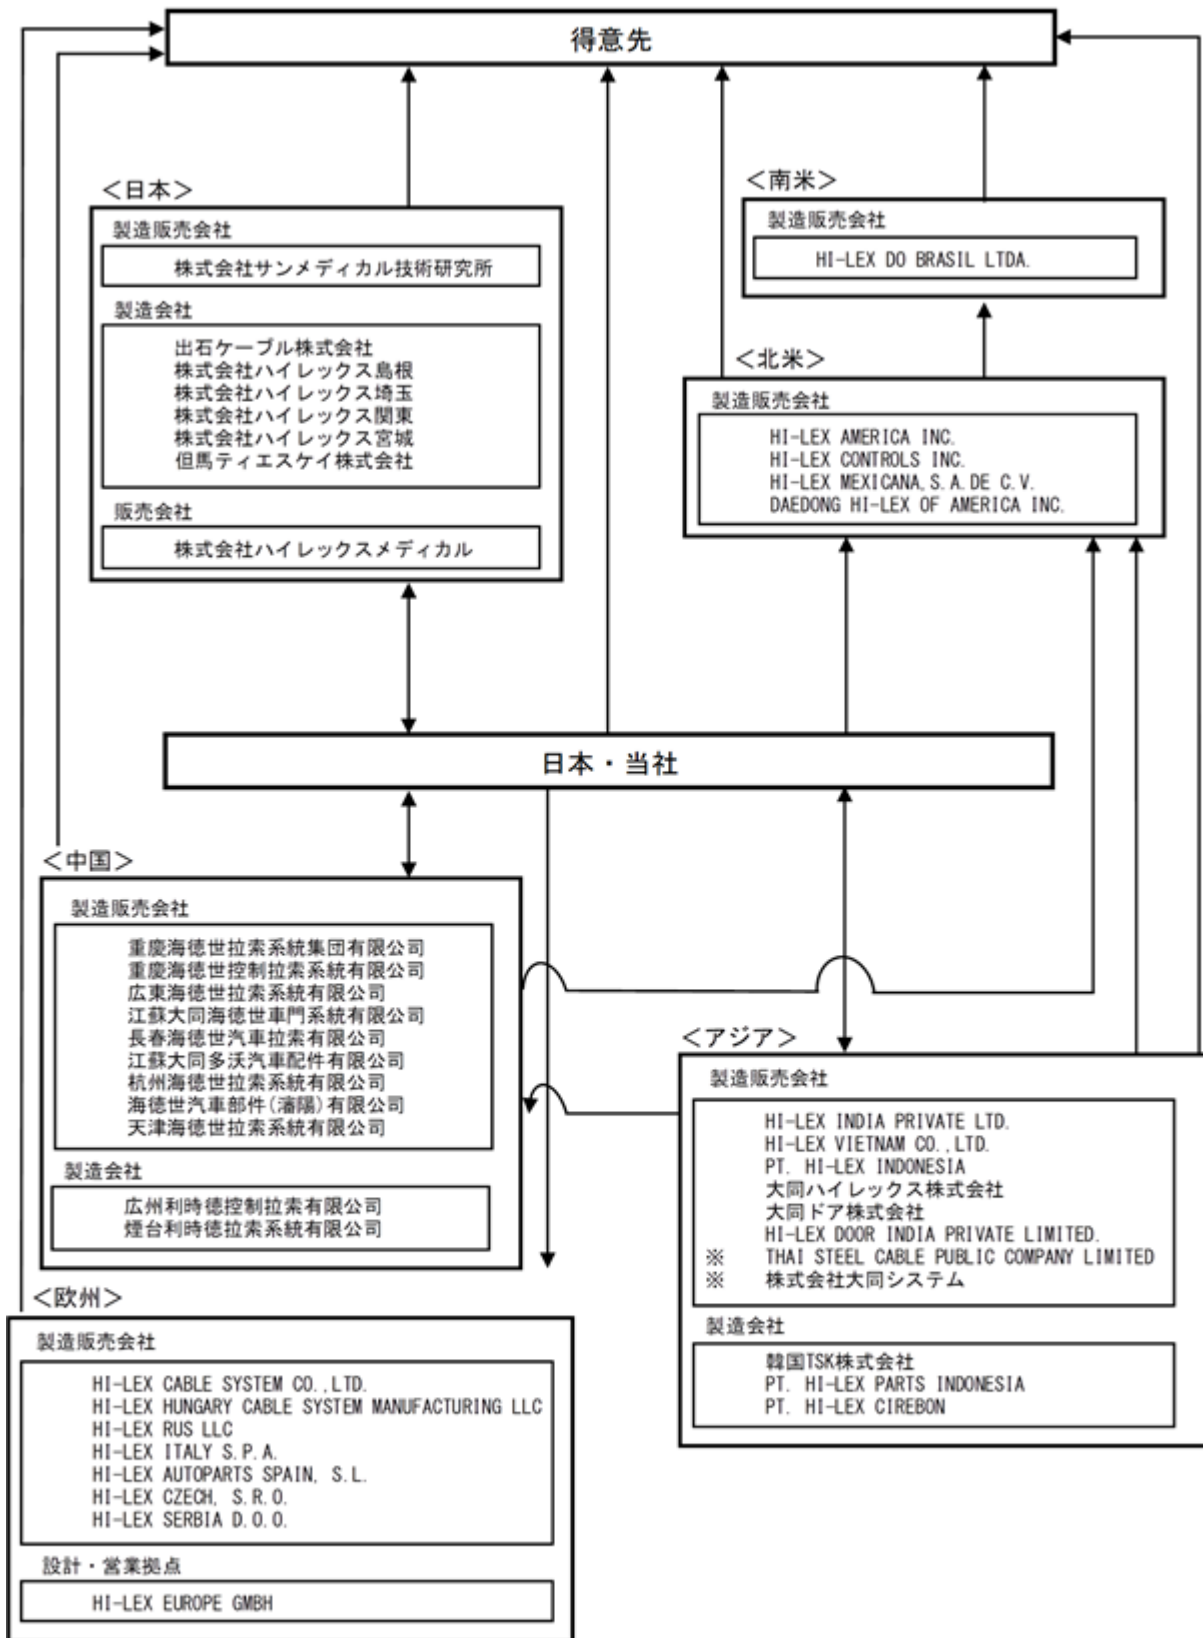 得意先
<日本>
製造販売会社
株式会社サンメディカル技術研究所
製造会社
出石ケーブル株式会社
株式会社ハイレックス島根
株式会社ハイレックス埼玉
株式会社ハイレックス関東
株式会社ハイレックス宮城
但馬ティエスケイ株式会社
販売会社
株式会社ハイレックスメディカル
<南米>
製造販売会社
HI-LEX DO BRASIL LTDA.
<北米>
製造販売会社
HI-LEX AMERICA INC.
HI-LEX CONTROLS INC.
HI-LEX MEXICANA,S.A.DE C.V.
DAEDONG HI-LEX OF AMERICA INC.
日本・当社
<中国>
製造販売会社
重慶海徳世拉索系統集団有限公司
重慶海徳世控制拉索系統有限公司
広東海徳世拉索系統有限公司
江蘇大同海徳世車門系統有限公司
長春海徳世汽車拉索有限公司
江蘇大同多沃汽車配件有限公司
杭州海徳世拉索系統有限公司
海徳世汽車部件(瀋陽)有限公司
天津海徳世拉索系統有限公司
製造会社
広州利時徳控制拉索有限公司
煙台利時徳拉索系統有限公司
<アジア>
製造販売会社
HI-LEX INDIA PRIVATE LTD.
HI-LEX VIETNAM CO.,LTD.
PT. HI-LEX INDONESIA
大同ハイレックス株式会社
大同ドア株式会社
HI-LEX DOOR INDIA PRIVATE LIMITED.
※ THAI STEEL CABLE PUBLIC COMPANY LIMITED
※ 株式会社大同システム
製造会社
韓国TSK株式会社
PT. HI-LEX PARTS INDONESIA
PT. HI-LEX CIREBON
<欧州>
製造販売会社
HI-LEX CABLE SYSTEM CO.,LTD.
HI-LEX HUNGARY CABLE SYSTEM MANUFACTURING LLC
HI-LEX RUS LLC
HI-LEX ITALY S.P.A.
HI-LEX AUTOPARTS SPAIN, S.L.
HI-LEX CZECH, S.R.O.
HI-LEX SERBIA D.O.O.
設計・営業拠点
HI-LEX EUROPE GMBH